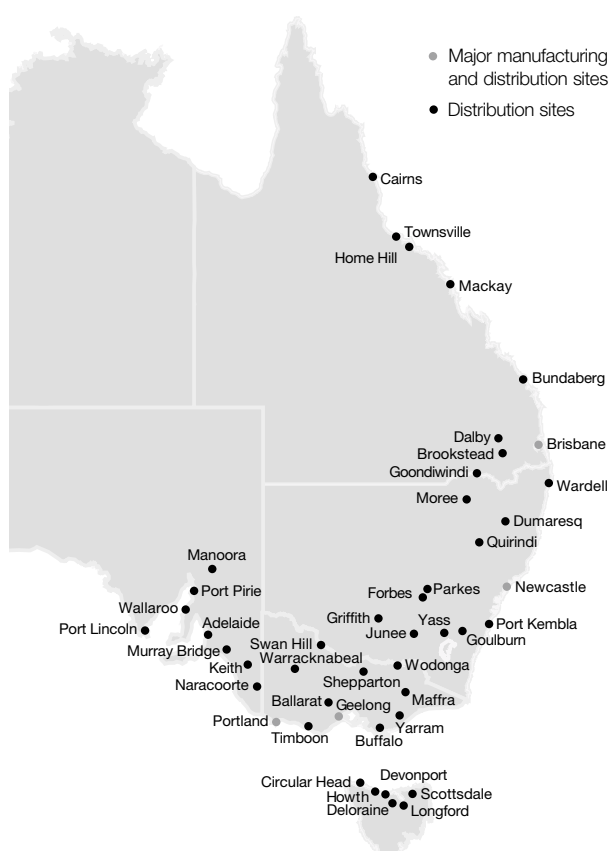 Major manufacturing
and distribution sites
Distribution sites
Cairns
Townsville
Home Hill
Mackay
Bundaberg
Dalby
Brisbane
Brookstead
Goondiwindi
Wardell
Moree
Dumaresq
Quirindi
Manoora
Port Pirie
Parkes
Newcastle
Forbes
Wallaroo
Griffith
Yass
Port Kembla
Port Lincoln
Adelaide
Junee
Goulburn
Swan Hill
Murray Bridge
Warracknabeal
Wodonga
Keith
Shepparton
Naracoorte
Maffra
Ballarat
Geelong
Portland
Yarram
Timboon
Buffalo
Devonport
Circular Head
Scottsdale
Howth
Deloraine
Longford